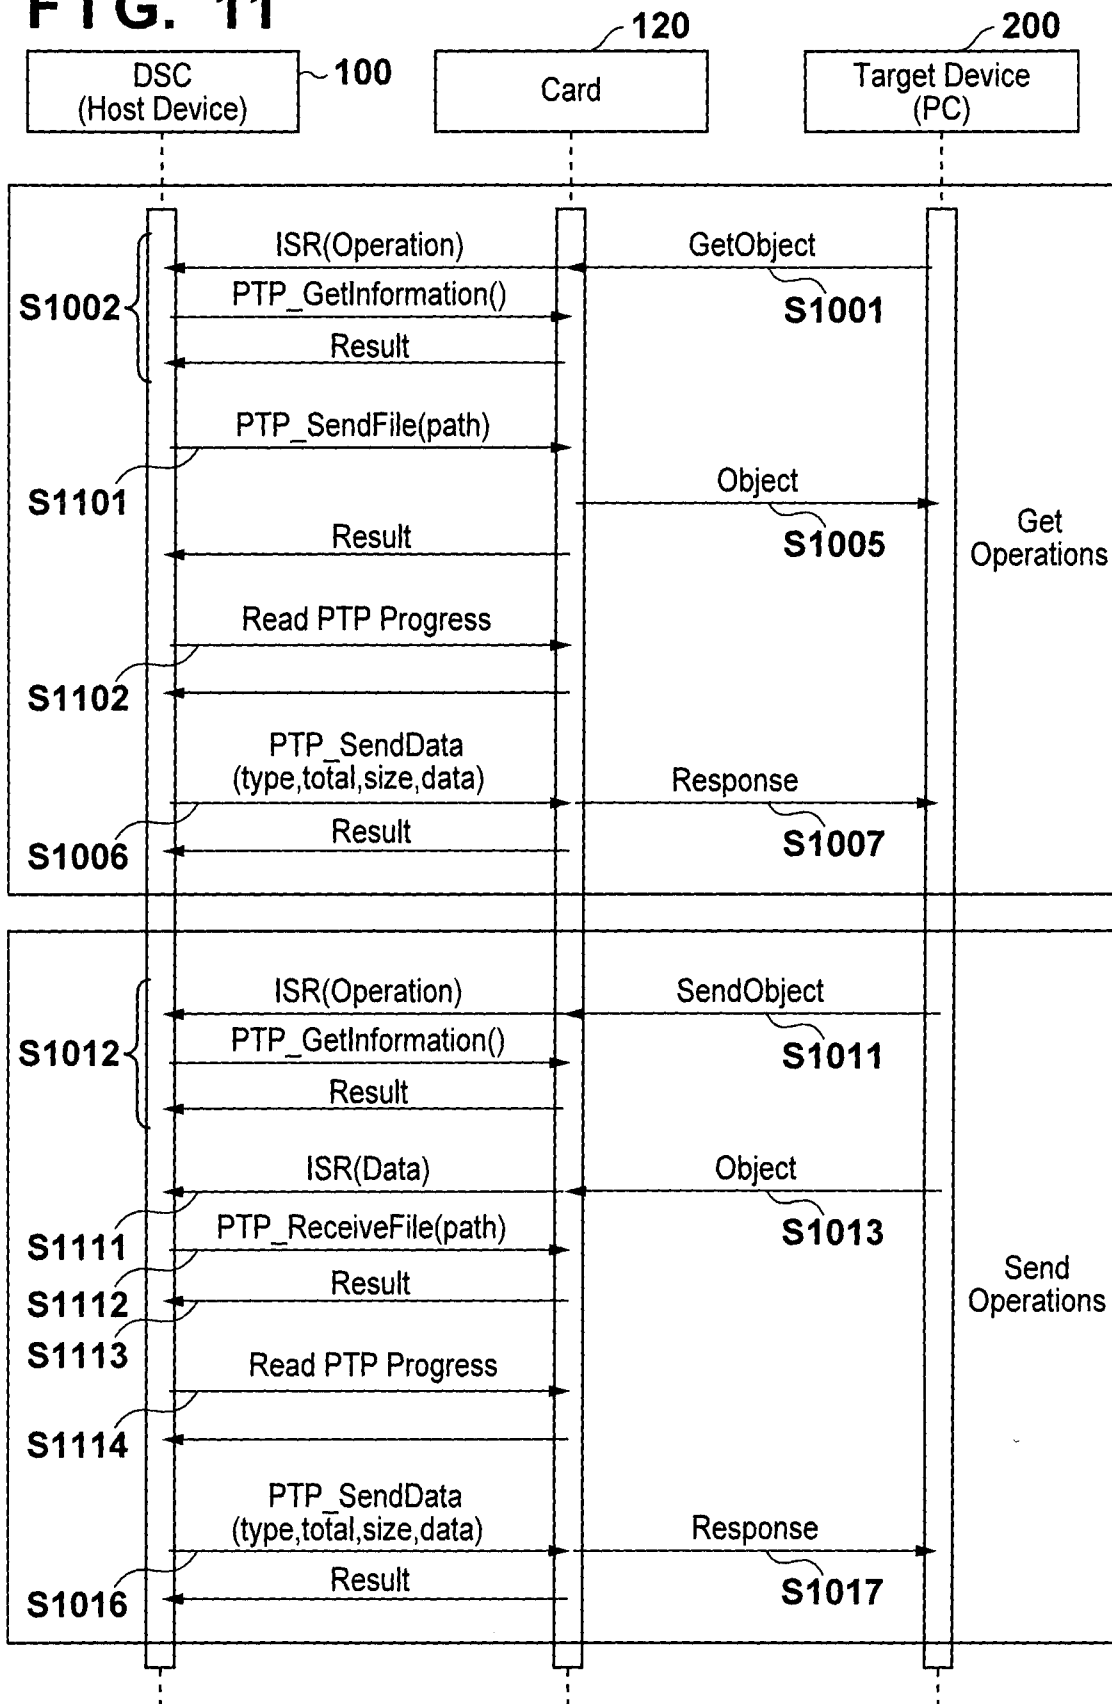 FIG. 11
DSC
(Host Device)
100
Card
120
Target Device
(PC)
200
ISR(Operation)
GetObject
S1002
PTP_GetInformation()
S1001
Result
PTP_SendFile(path)
S1101
Object
Result
S1005
Get
Operations
Read PTP Progress
S1102
PTP_SendData
(type,total,size,data)
Response
S1006
Result
S1007
ISR(Operation)
SendObject
S1012
PTP_GetInformation()
S1011
Result
ISR(Data)
Object
S1111
PTP_ReceiveFile(path)
S1013
S1112
Result
Send
Operations
S1113
Read PTP Progress
S1114
PTP_SendData
(type,total,size,data)
Response
S1016
Result
S1017